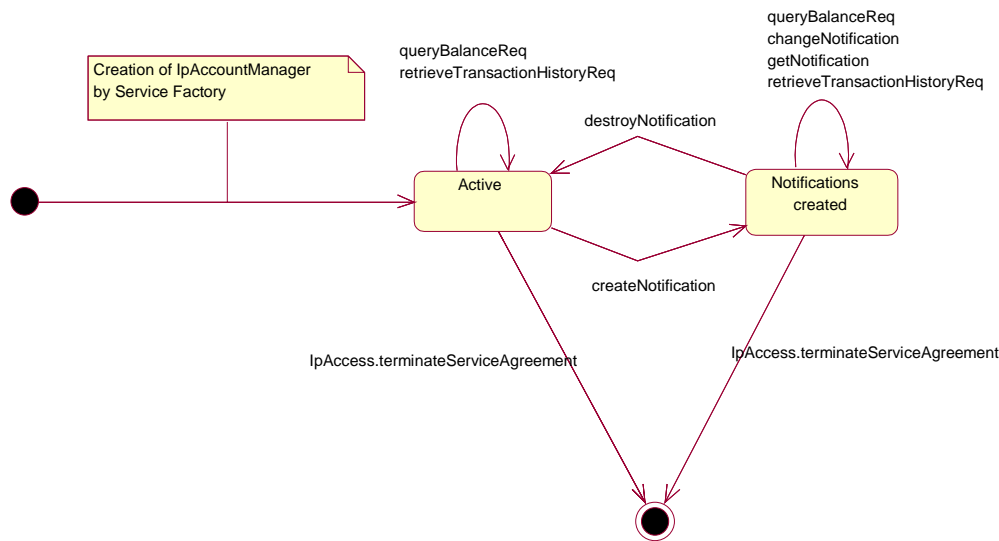 queryBalanceReq
changeNotification
getNotification
retrieveTransactionHistoryReq
queryBalanceReq
retrieveTransactionHistoryReq
Creation of IpAccountManager
by Service Factory
destroyNotification
Active
Notifications
created
createNotification
IpAccess.terminateServiceAgreement
IpAccess.terminateServiceAgreement